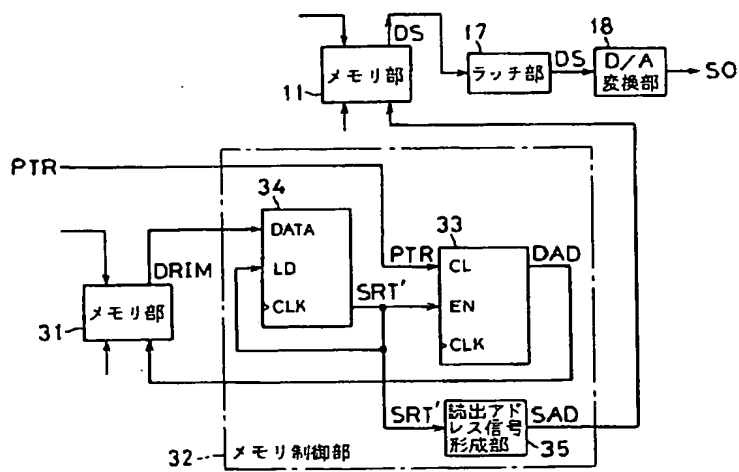 DS
17
18
メモリ部
ラッチ部
DS
D/A
変換部
SO
11
PTR
34
DATA
LD
CLK
DRIM
SRT'
PTR
33
CL
EN
CLK
DAD
メモリ部
31
SRT'
読出アド
レス信号
形成部
SAD
35
32
メモリ制御部